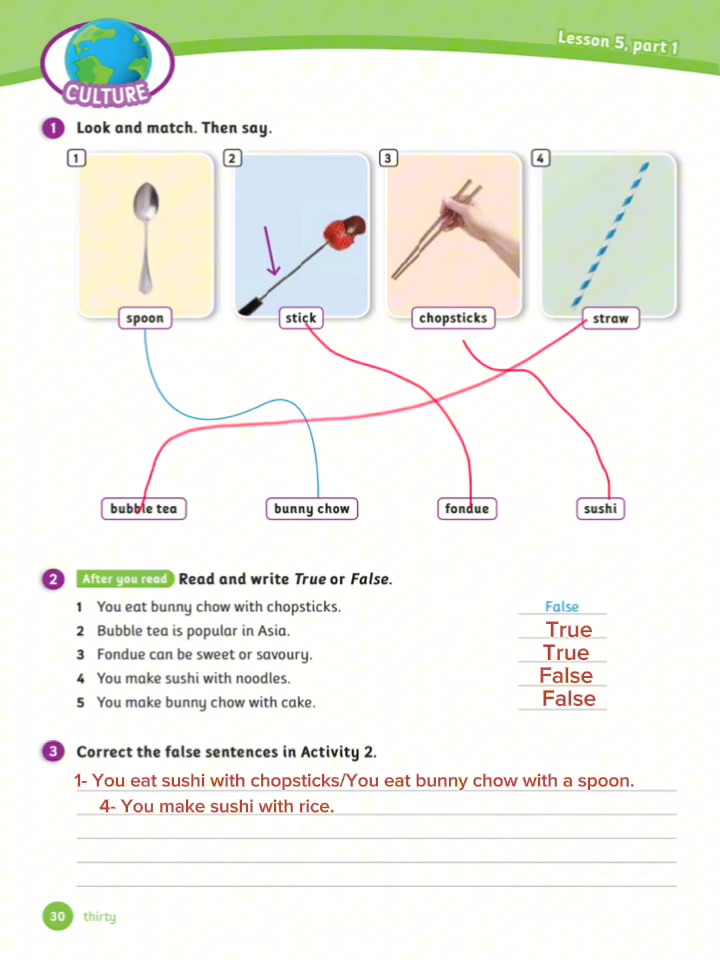 Lesson 5, part 1
CULTURE
1 Look and match. Then say.
1 2 3 4
spoon stick chopsticks straw
bubble tea bunny chow fondue sushi
2 After you read Read and write True or False.
1 You eat bunny chow with chopsticks. False
2 Bubble tea is popular in Asia. True
3 Fondue can be sweet or savoury. True
4 You make sushi with noodles. False
5 You make bunny chow with cake. False
3 Correct the false sentences in Activity 2.
1- You eat sushi with chopsticks/You eat bunny chow with a spoon.
4- You make sushi with rice.
30 thirty